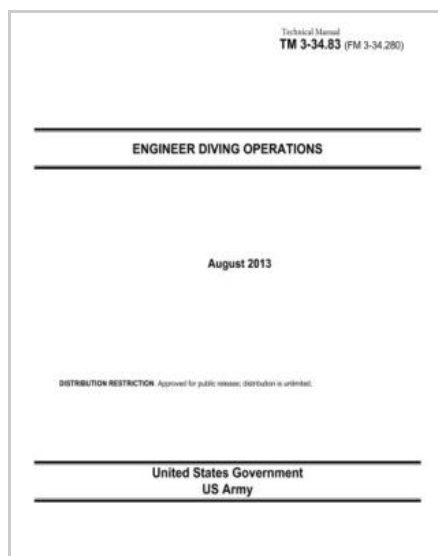 Technical Manual
TM 3-34.83 (FM 3-34.280)
ENGINEER DIVING OPERATIONS
August 2013
DISTRIBUTION RESTRICTION. Approved for public release; distribution is unlimited.
United States Government
US Army